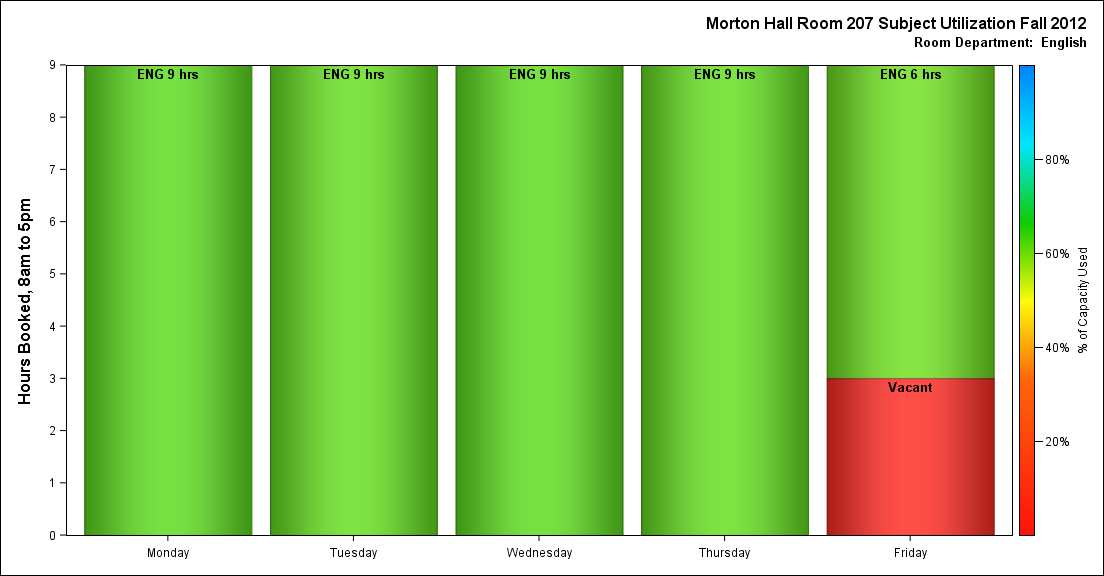 Morton Hall Room 207 Subject Utilization Fall 2012
Room Department:  English
Hours Booked, 8am to 5pm
9
8
7
6
5
4
3
2
1
0
ENG 9 hrs
ENG 9 hrs
ENG 9 hrs
ENG 9 hrs
ENG 6 hrs
Vacant
Monday
Tuesday
Wednesday
Thursday
Friday
80%
60%
40%
20%
% of Capacity Used